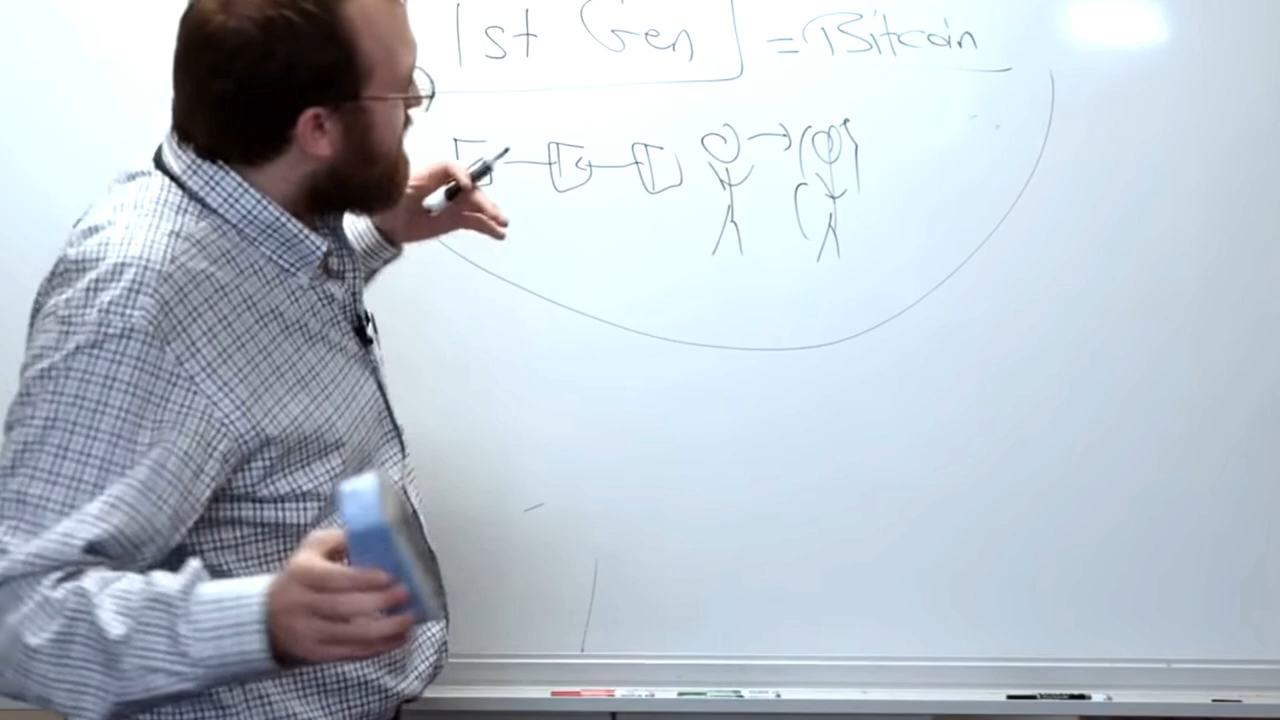 1st Gen = Bitcoin